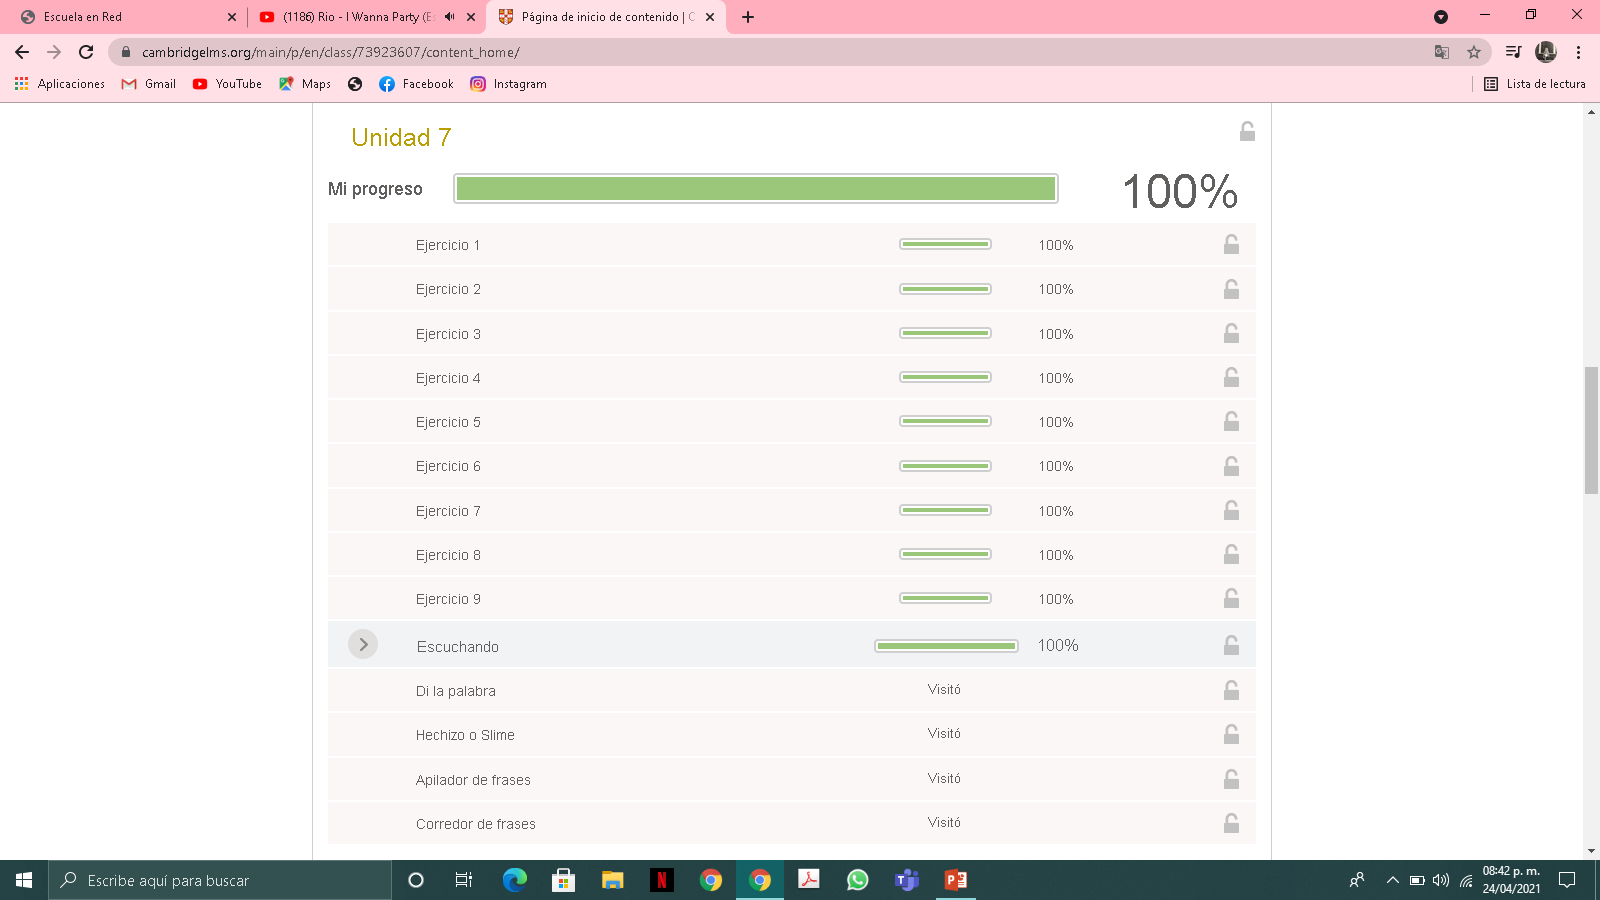 Escuela en Red
(1186) Rio - I Wanna Party (E
Página de inicio de contenido | C
cambridgelms.org/main/p/en/class/73923607/content_home/
Aplicaciones
Gmail
YouTube
Maps
Facebook
Instagram
Lista de lectura
Unidad 7
Mi progreso
100%
Ejercicio 1 100%
Ejercicio 2 100%
Ejercicio 3 100%
Ejercicio 4 100%
Ejercicio 5 100%
Ejercicio 6 100%
Ejercicio 7 100%
Ejercicio 8 100%
Ejercicio 9 100%
Escuchando 100%
Di la palabra Visitó
Hechizo o Slime Visitó
Apilador de frases Visitó
Corredor de frases Visitó
Escribe aquí para buscar
08:42 p. m.
24/04/2021